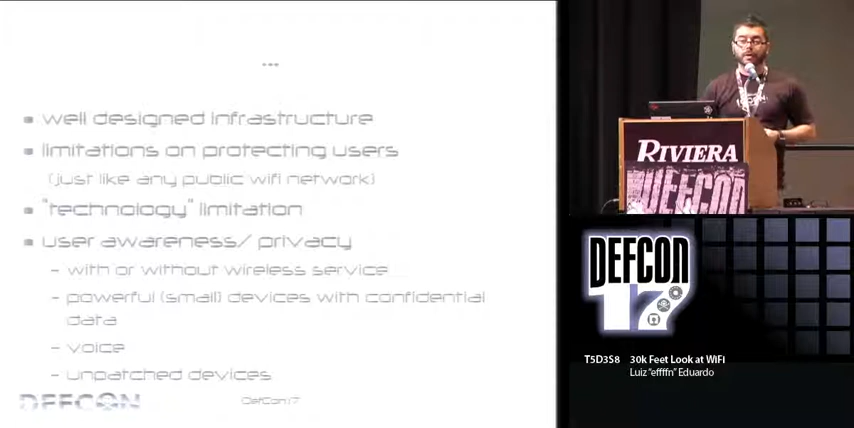 ...
well designed infrastructure
limitations on protecting users
(just like any public wifi network)
"technology" limitation
user awareness/ privacy
– with or without wireless service
– powerful (small) devices with confidential
data
– voice
– unpatched devices
DEFCON
DefCon17
RIVIERA
DEFCON
DEFCON
17
T5D3S8 30k Feet Look at WiFi
Luiz "effffn" Eduardo